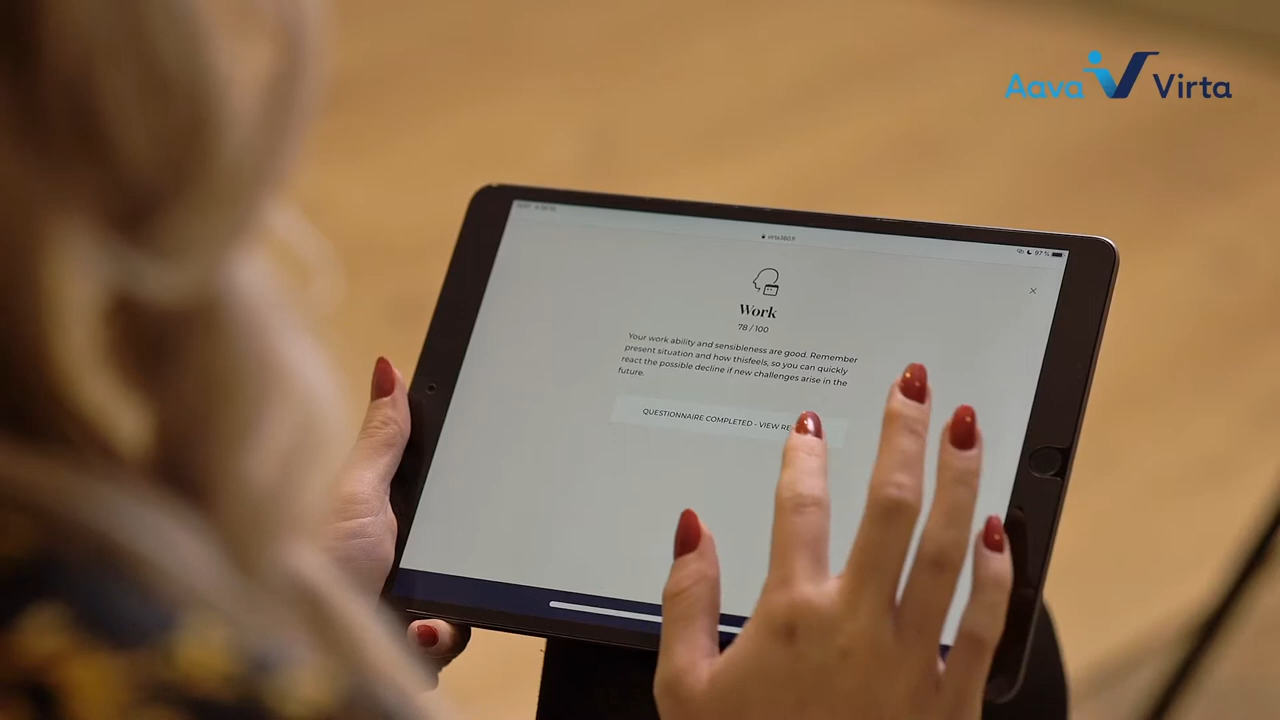 Aava Virta
virta360.fi
97 %
Work
78 / 100
Your work ability and sensibleness are good. Remember
present situation and how thisfeels, so you can quickly
react the possible decline if new challenges arise in the
future.
QUESTIONNAIRE COMPLETED - VIEW RE